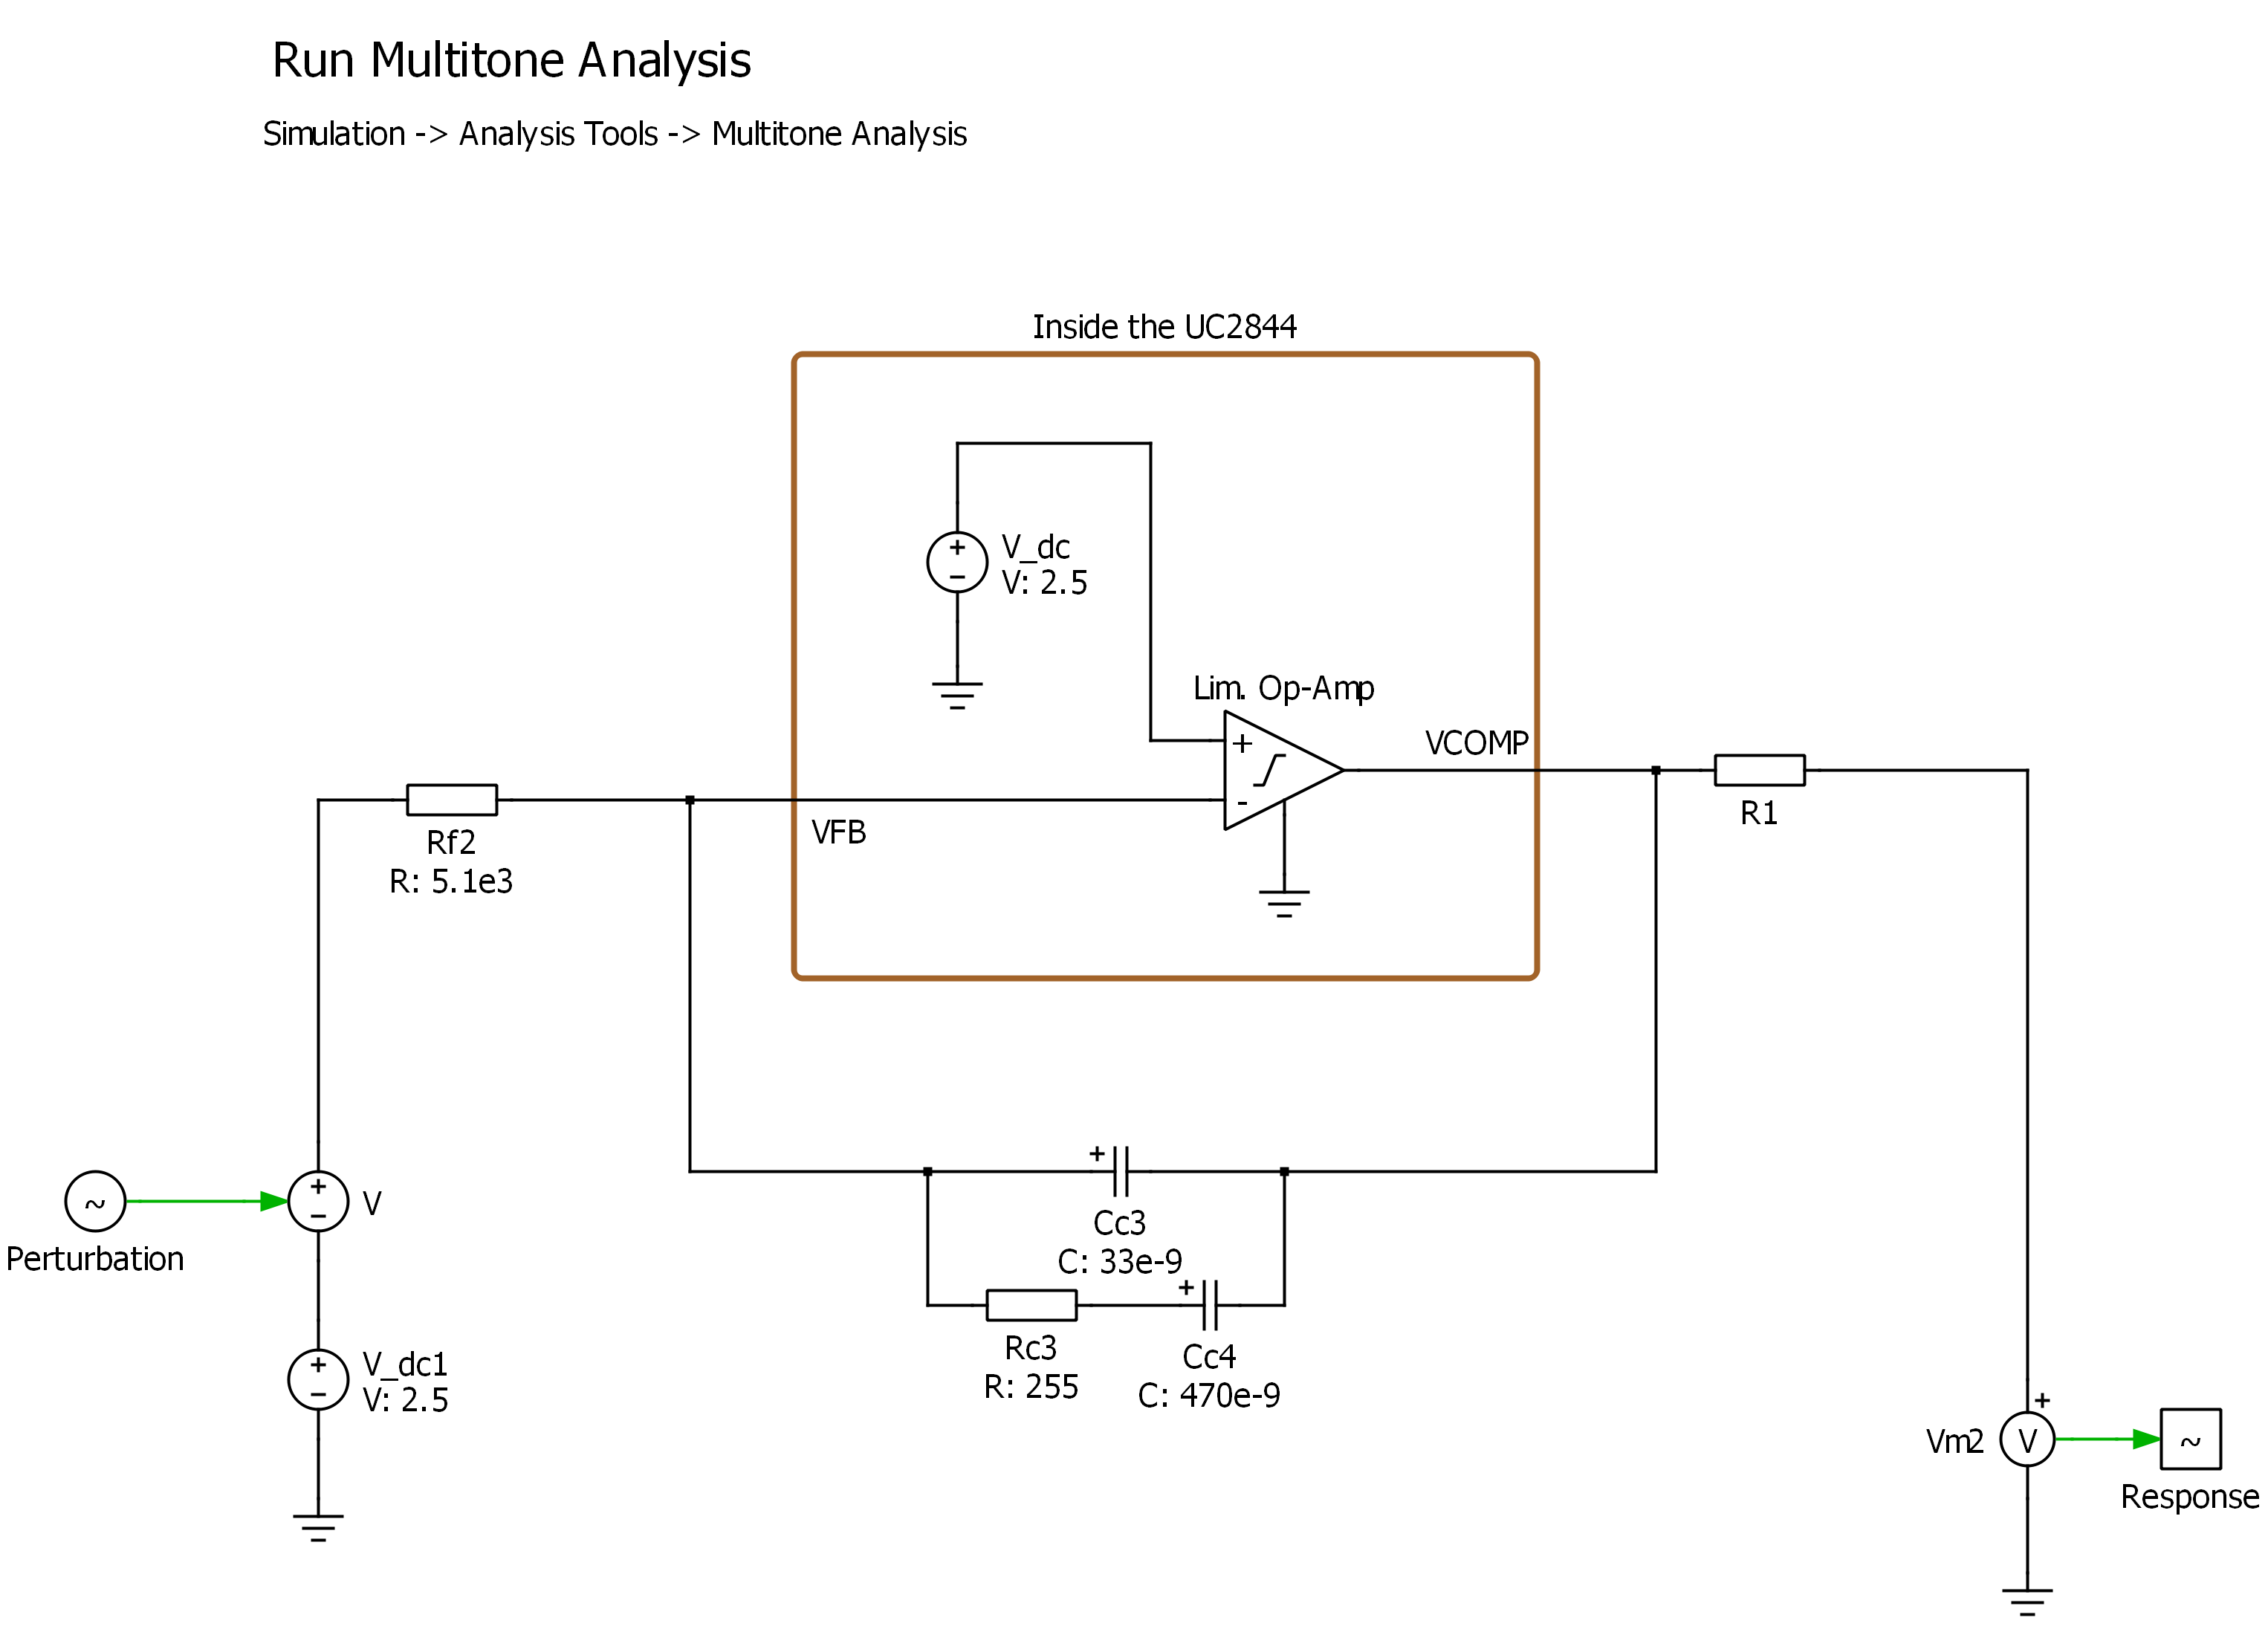 Run Multitone Analysis
Simulation -> Analysis Tools -> Multitone Analysis
Inside the UC2844
+
-
V_dc
V: 2.5
Lim. Op-Amp
+
-
VCOMP
VFB
Rf2
R: 5.1e3
R1
~
Perturbation
+
-
V
+
Cc3
C: 33e-9
+
Rc3
R: 255
Cc4
C: 470e-9
+
-
V_dc1
V: 2.5
+
Vm2
V
~
Response